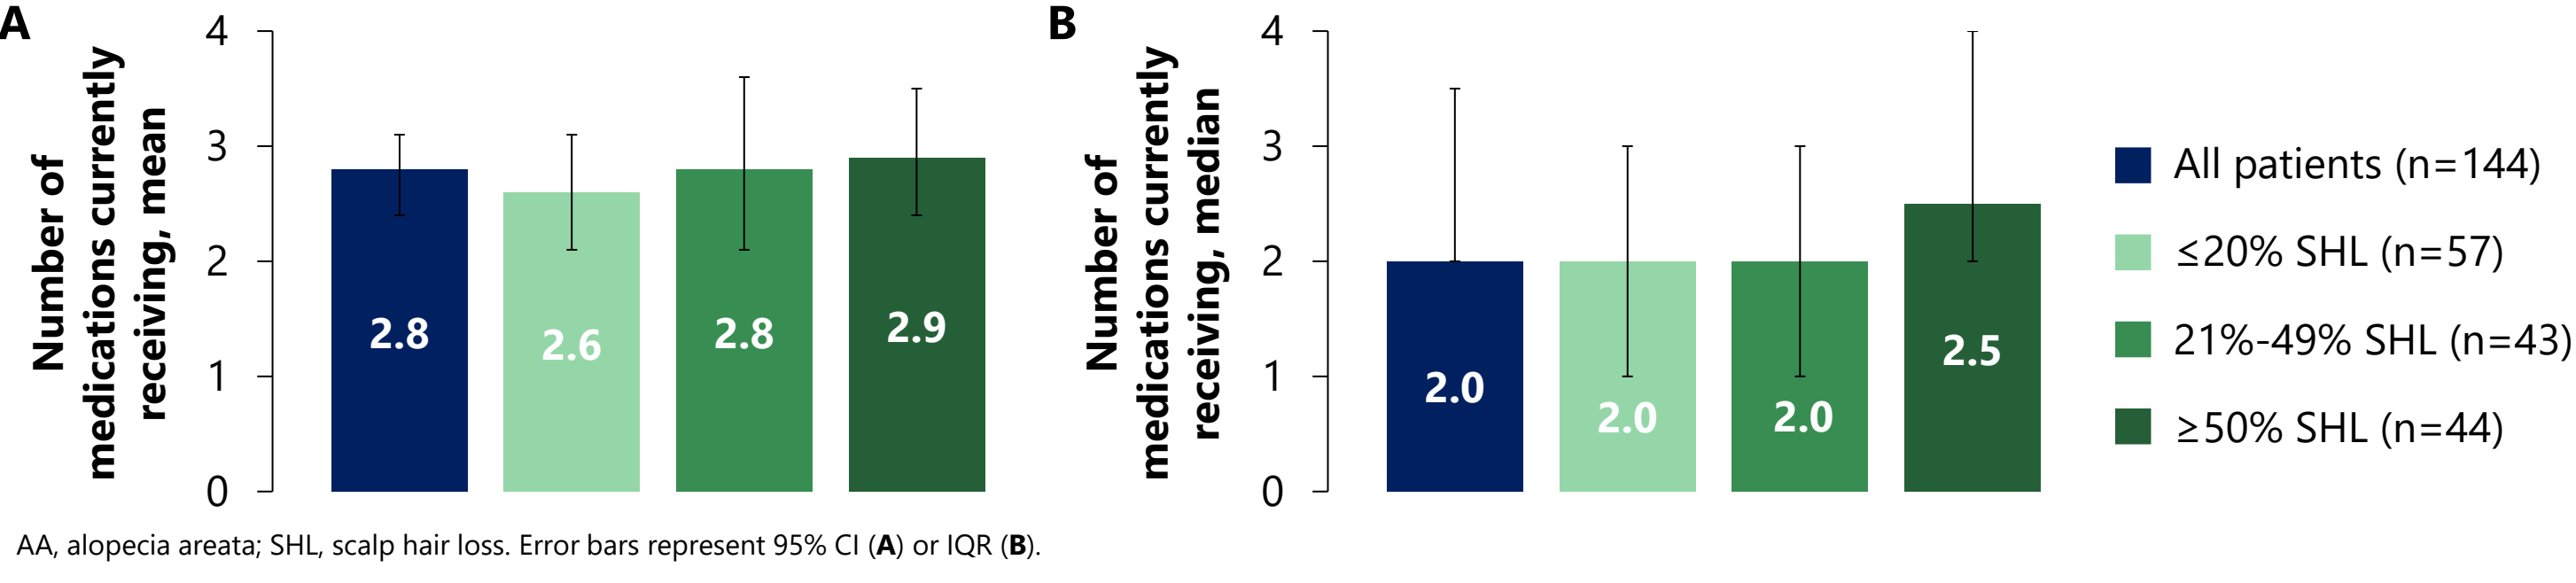 A
Number of
medications currently
receiving, mean
4
3
2
1
0
2.8
2.6
2.8
2.9
B
Number of
medications currently
receiving, median
4
3
2
1
0
2.0
2.0
2.0
2.5
All patients (n=144)
≤20% SHL (n=57)
21%-49% SHL (n=43)
≥50% SHL (n=44)
AA, alopecia areata; SHL, scalp hair loss. Error bars represent 95% CI (A) or IQR (B).